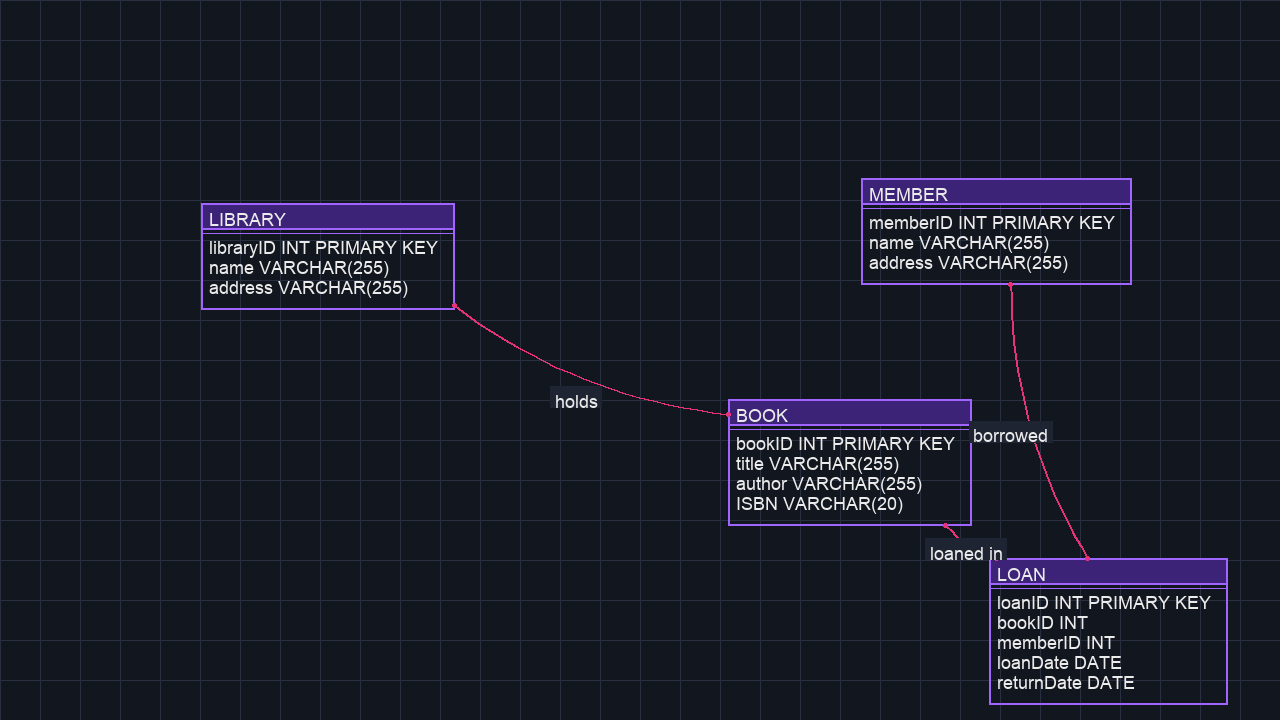 LIBRARY
libraryID INT PRIMARY KEY
name VARCHAR(255)
address VARCHAR(255)
MEMBER
memberID INT PRIMARY KEY
name VARCHAR(255)
address VARCHAR(255)
holds
BOOK
bookID INT PRIMARY KEY
title VARCHAR(255)
author VARCHAR(255)
ISBN VARCHAR(20)
borrowed
loaned in
LOAN
loanID INT PRIMARY KEY
bookID INT
memberID INT
loanDate DATE
returnDate DATE